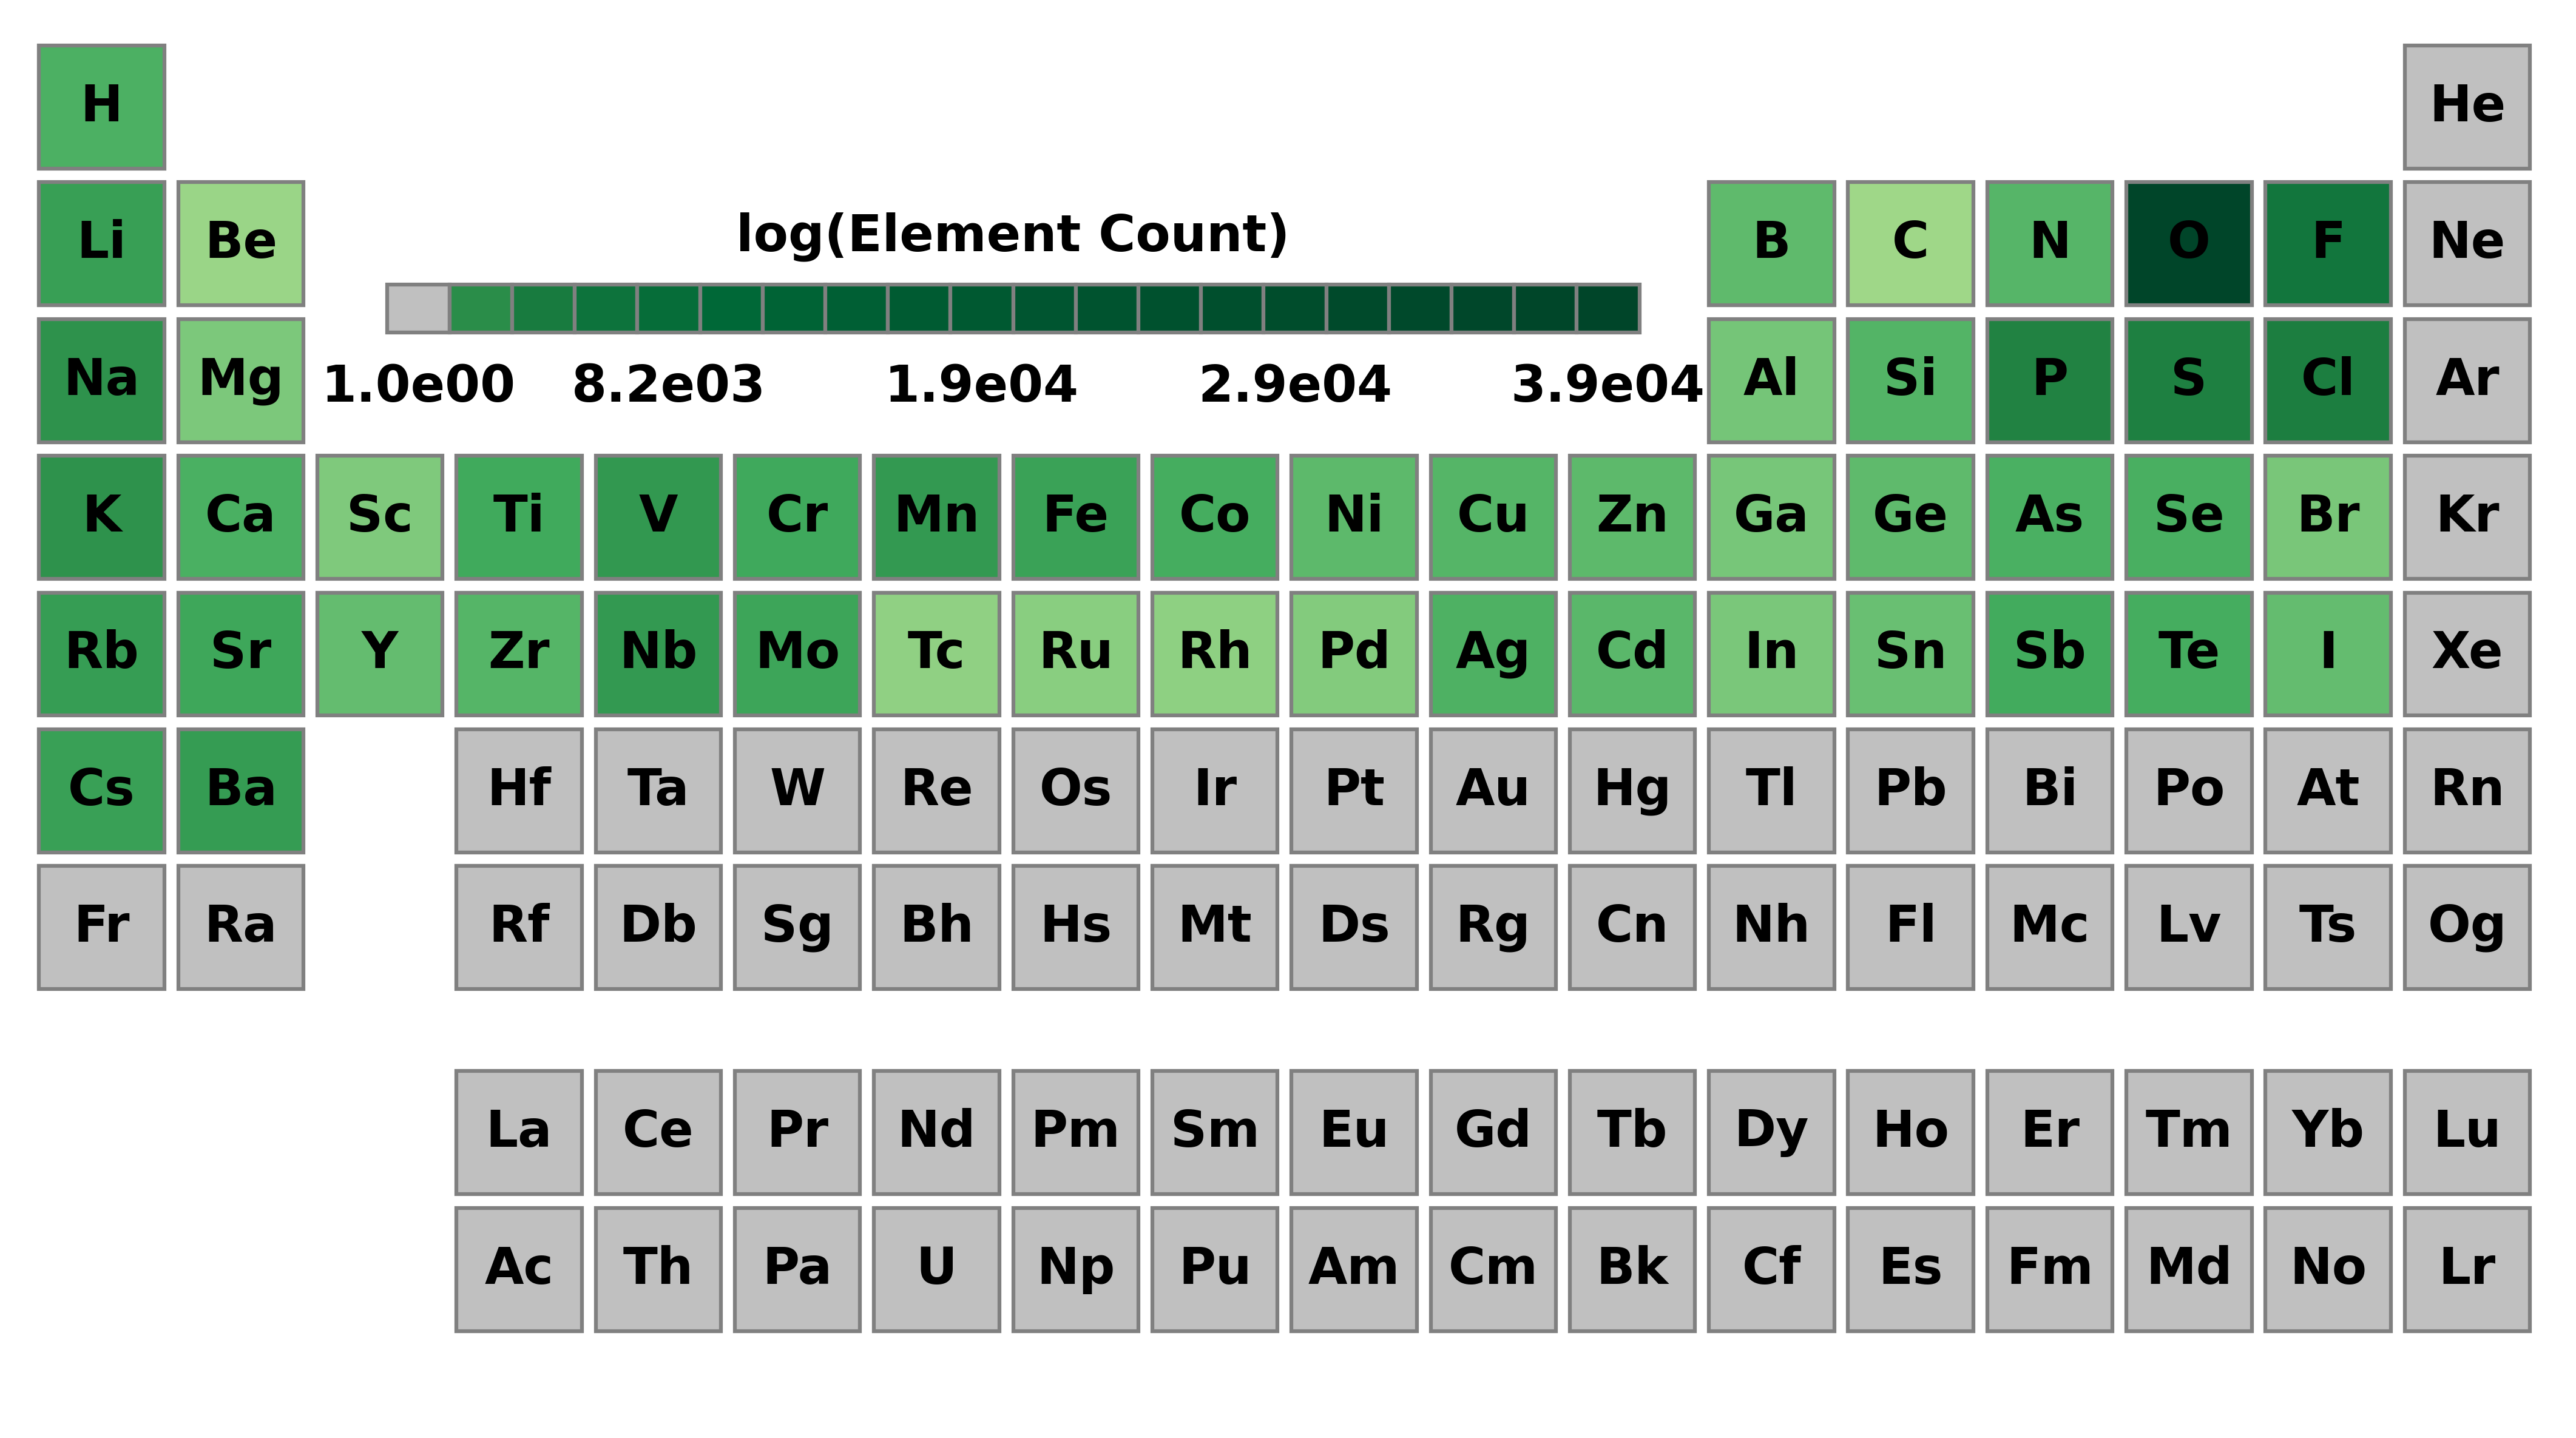 H He
Li Be B C N O F Ne
log(Element Count)
Na Mg 1.0e00 8.2e03 1.9e04 2.9e04 3.9e04 Al Si P S Cl Ar
K Ca Sc Ti V Cr Mn Fe Co Ni Cu Zn Ga Ge As Se Br Kr
Rb Sr Y Zr Nb Mo Tc Ru Rh Pd Ag Cd In Sn Sb Te I Xe
Cs Ba Hf Ta W Re Os Ir Pt Au Hg Tl Pb Bi Po At Rn
Fr Ra Rf Db Sg Bh Hs Mt Ds Rg Cn Nh Fl Mc Lv Ts Og
La Ce Pr Nd Pm Sm Eu Gd Tb Dy Ho Er Tm Yb Lu
Ac Th Pa U Np Pu Am Cm Bk Cf Es Fm Md No Lr